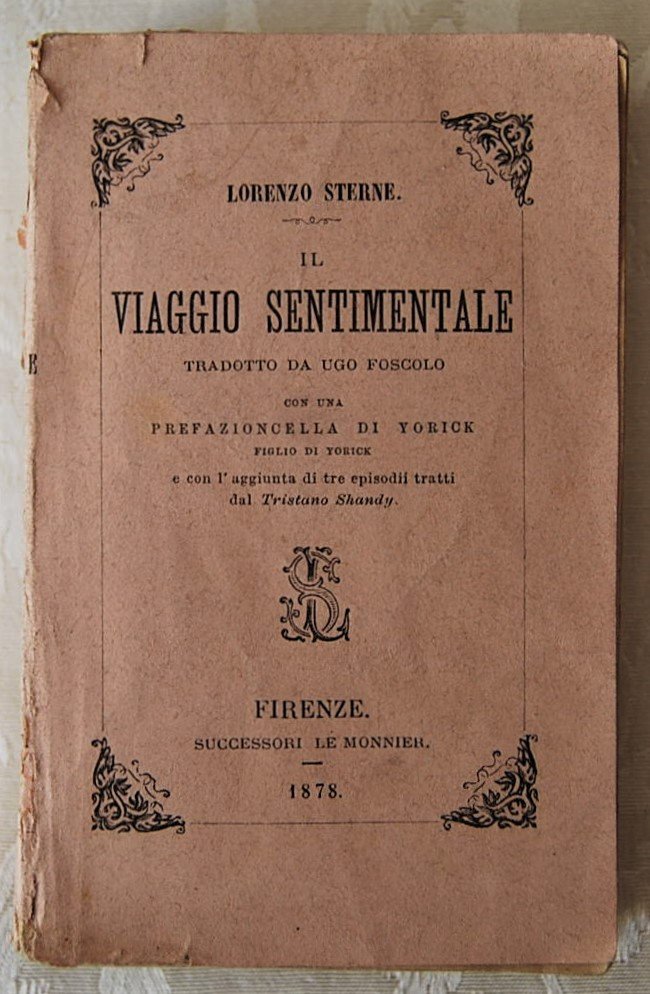 LORENZO STERNE.
IL
VIAGGIO SENTIMENTALE
TRADOTTO DA UGO FOSCOLO
CON UNA
PREFAZIONCELLA DI YORICK
FIGLIO DI YORICK
e con l'aggiunta di tre episodii tratti
dal Tristano Shandy.
FIRENZE.
SUCCESSORI LE MONNIER.
1878.